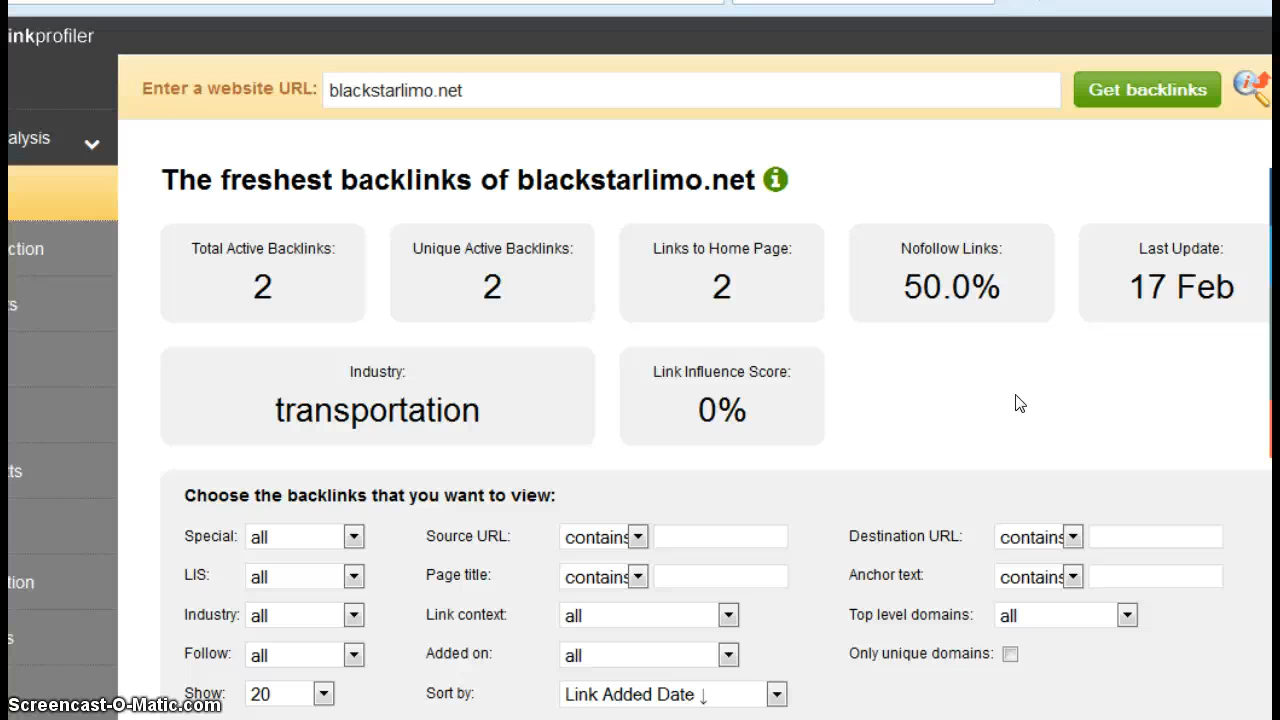 inkprofiler
Enter a website URL: blackstarlimo.net Get backlinks
alysis
The freshest backlinks of blackstarlimo.net
Total Active Backlinks: Unique Active Backlinks: Links to Home Page: Nofollow Links: Last Update:
2 2 2 50.0% 17 Feb
ction
s
Industry: Link Influence Score:
transportation 0%
ts
Choose the backlinks that you want to view:
Special: all Source URL: contains Destination URL: contains
LIS: all Page title: contains Anchor text: contains
tion
Industry: all Link context: all Top level domains: all
s
Follow: all Added on: all Only unique domains:
Show: 20 Sort by: Link Added Date ↓
Screencast-O-Matic.com